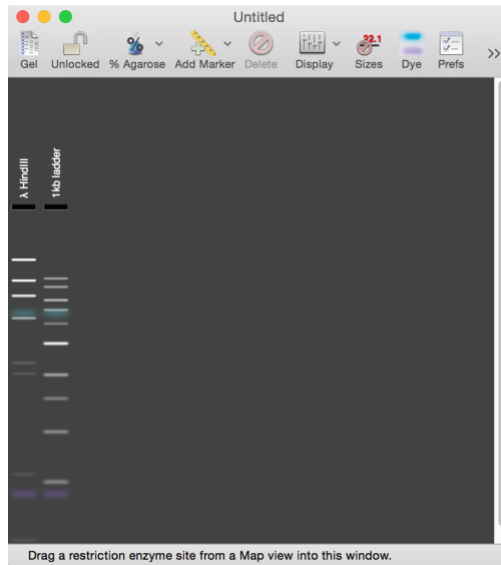 Untitled
22.1
Gel Unlocked % Agarose Add Marker Delete Display Sizes Dye Prefs >>
λ HindIII
1kb ladder
Drag a restriction enzyme site from a Map view into this window.